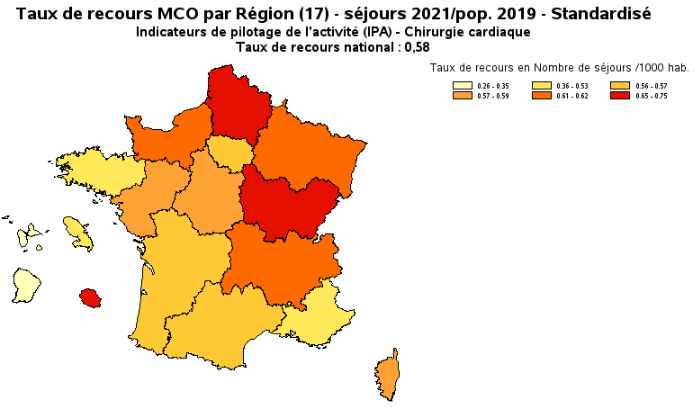 Taux de recours MCO par Région (17) - séjours 2021/pop. 2019 - Standardisé
Indicateurs de pilotage de l'activité (IPA) - Chirurgie cardiaque
Taux de recours national : 0,58
Taux de recours en Nombre de séjours /1000 hab.
0.26 - 0.35 0.36 - 0.53 0.56 - 0.57
0.57 - 0.59 0.61 - 0.62 0.65 - 0.75